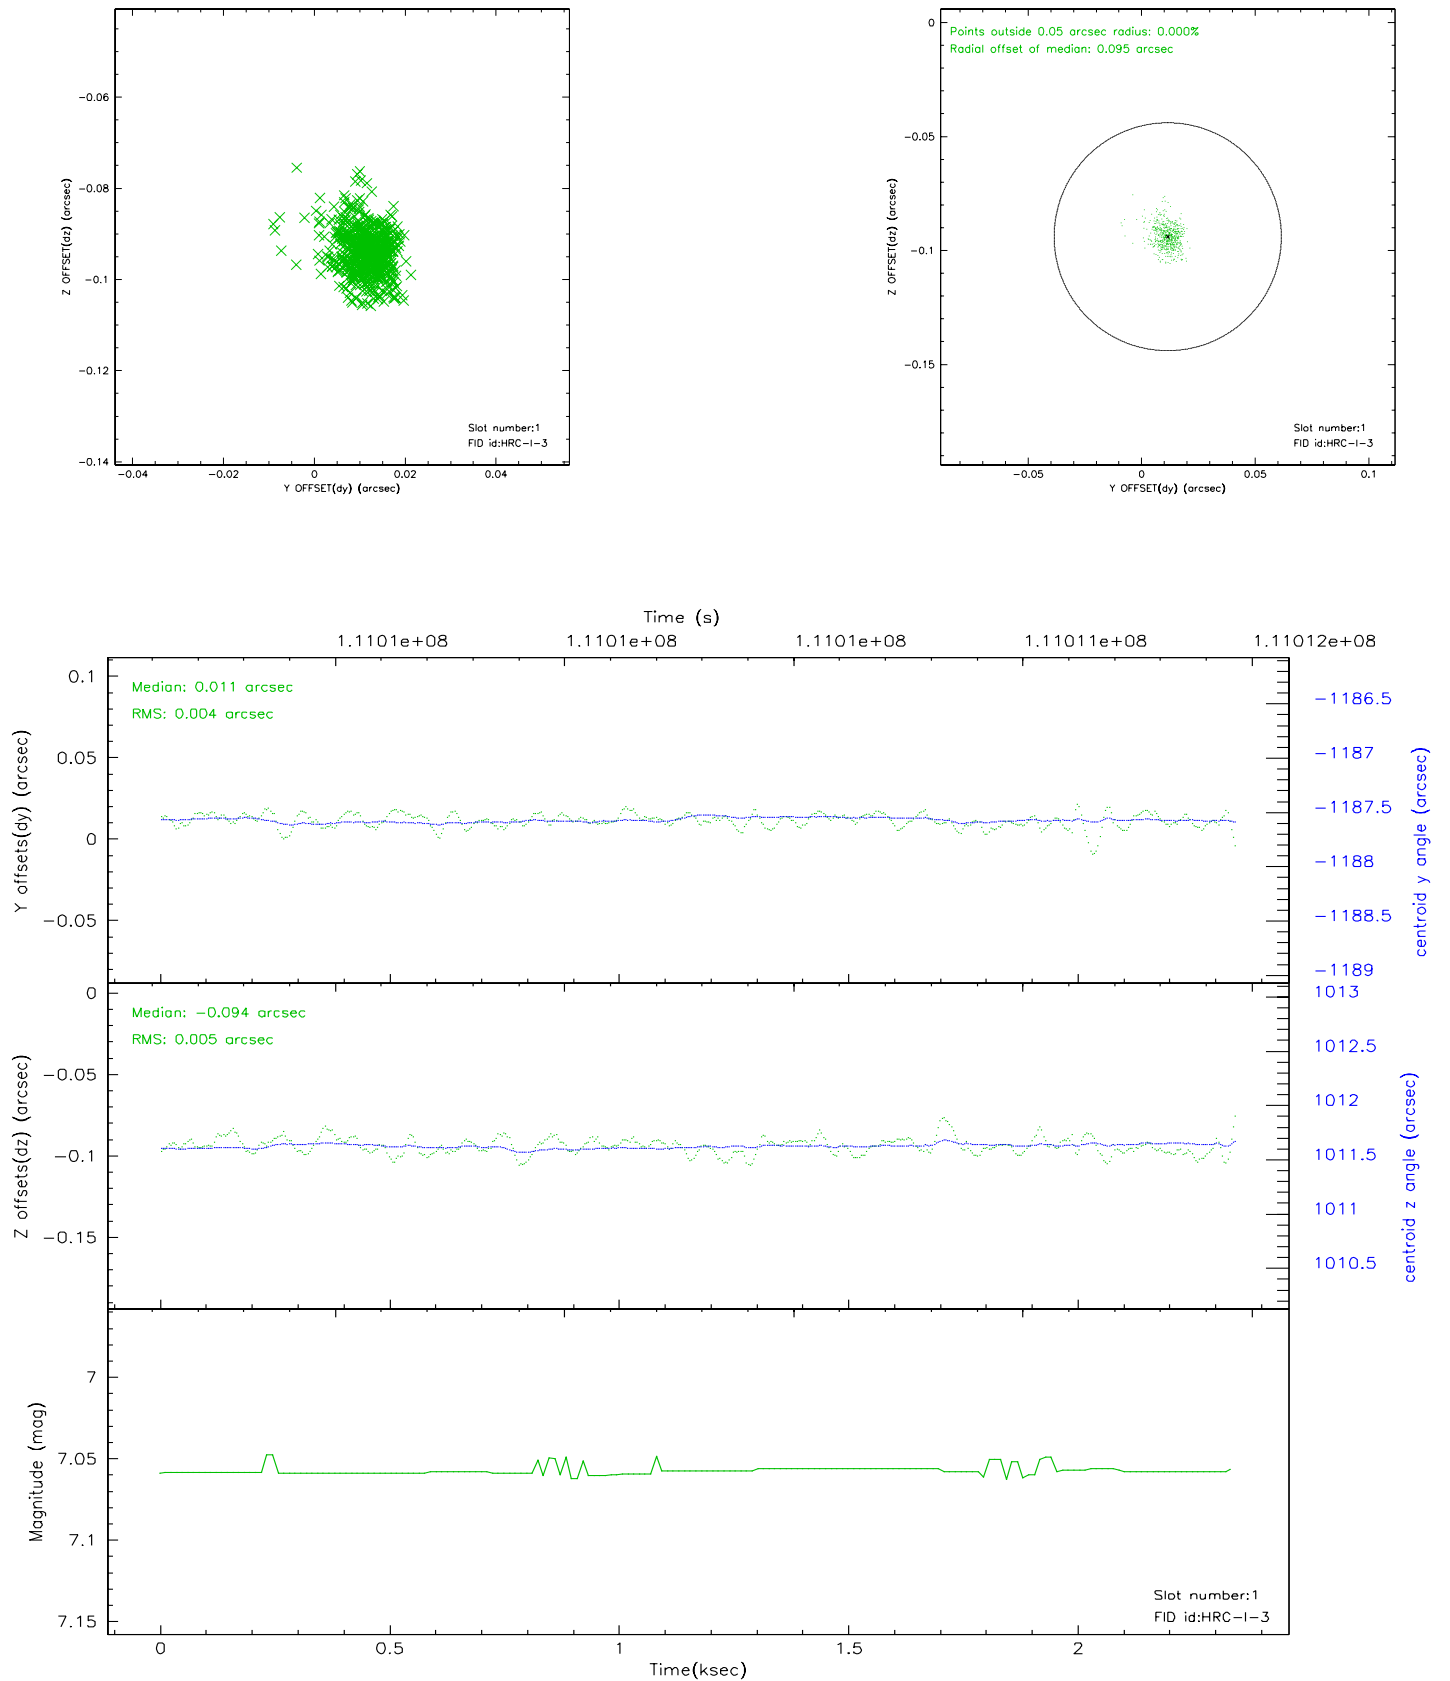 −0.06
−0.08
−0.1
−0.12
−0.14
Z OFFSET(dz) (arcsec)
Slot number:1
FID id:HRC−I−3
−0.04
−0.02
0
0.02
0.04
Y OFFSET(dy) (arcsec)
0
−0.05
−0.1
−0.15
Z OFFSET(dz) (arcsec)
Points outside 0.05 arcsec radius: 0.000%
Radial offset of median: 0.095 arcsec
Slot number:1
FID id:HRC−I−3
−0.05
0
0.05
0.1
Y OFFSET(dy) (arcsec)
Time (s)
1.1101e+08
1.1101e+08
1.1101e+08
1.11011e+08
1.11012e+08
Y offsets(dy) (arcsec)
0.1
0.05
0
−0.05
Median: 0.011 arcsec
RMS: 0.004 arcsec
−1186.5
−1187
−1187.5
−1188
−1188.5
−1189
centroid y angle (arcsec)
Z offsets(dz) (arcsec)
0
−0.05
−0.1
−0.15
Median: −0.094 arcsec
RMS: 0.005 arcsec
1013
1012.5
1012
1011.5
1011
1010.5
centroid z angle (arcsec)
Magnitude (mag)
7
7.05
7.1
7.15
Slot number:1
FID id:HRC−I−3
0
0.5
1
1.5
2
Time(ksec)